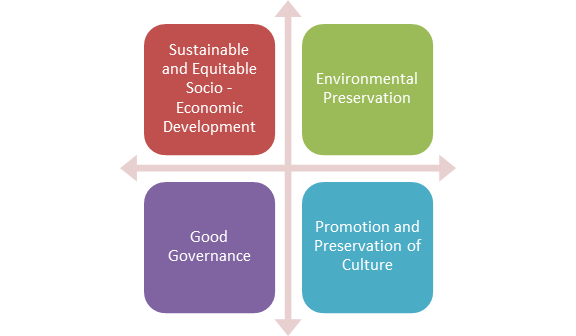 Sustainable
and Equitable
Socio -
Economic
Development
Environmental
Preservation
Good
Governance
Promotion and
Preservation of
Culture